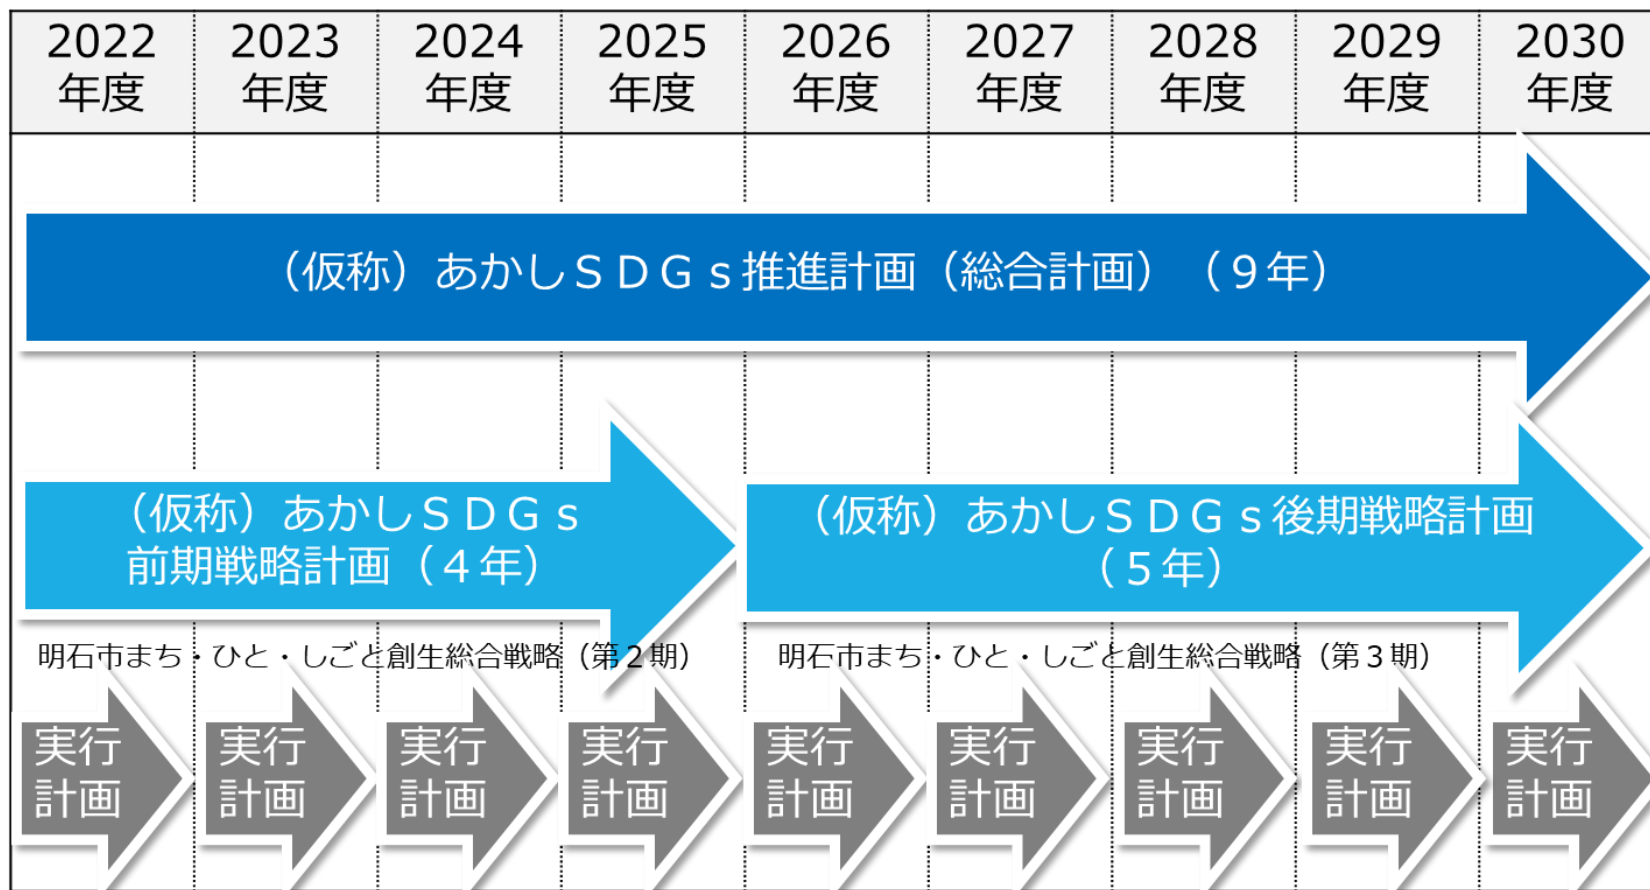 2022
年度
2023
年度
2024
年度
2025
年度
2026
年度
2027
年度
2028
年度
2029
年度
2030
年度
（仮称）あかしＳＤＧｓ推進計画（総合計画）（９年）
（仮称）あかしＳＤＧｓ
前期戦略計画（４年）
（仮称）あかしＳＤＧｓ後期戦略計画
（５年）
明石市まち・ひと・しごと創生総合戦略（第２期）
明石市まち・ひと・しごと創生総合戦略（第３期）
実行
計画
実行
計画
実行
計画
実行
計画
実行
計画
実行
計画
実行
計画
実行
計画
実行
計画